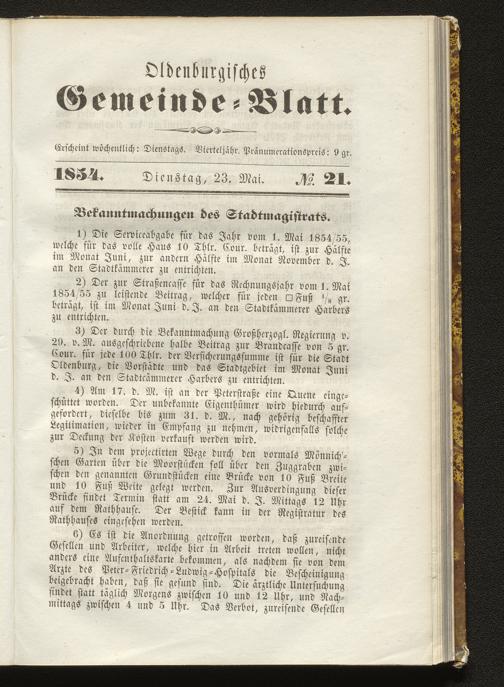 Oldenburgisches
Gemeinde-Blatt.
Erscheint wöchentlich: Dienstags. Vierteljähr. Pränumerationspreis: 9 gr.
1854. Dienstag, 23. Mai. № 21.
Bekanntmachungen des Stadtmagistrats.
1) Die Serviceabgabe für das Jahr vom 1. Mai 1854/55,
welche für das volle Haus 10 Thlr. Cour. beträgt, ist zur Hälfte
im Monat Juni, zur andern Hälfte im Monat November d. J.
an den Stadtkämmerer zu entrichten.
2) Der zur Straßencasse für das Rechnungsjahr vom 1. Mai
1854/55 zu leistende Beitrag, welcher für jeden □Fuß gr.
beträgt, ist im Monat Juni d. J. an den Stadtkämmerer Harbers
zu entrichten.
3) Der durch die Bekanntmachung Großherzogl. Regierung v.
29. v. M. ausgeschriebene halbe Beitrag zur Brandcasse von 5 gr.
Cour. für jede 100 Thlr. der Versicherungssumme ist für die Stadt
Oldenburg, die Vorstädte und das Stadtgebiet im Monat Juni
d. J. an den Stadtcämmerer Harbers zu entrichten.
4) Am 17. d. M. ist an der Peterstraße eine Quene einge-
schüttet worden. Der unbekannte Eigenthümer wird hiedurch auf-
gefordert, dieselbe bis zum 31. d. M., nach gehörig beschaffter
Legitimation, wieder in Empfang zu nehmen, widrigenfalls solche
zur Deckung der Kosten verkauft werden wird.
5) In dem projectirten Wege durch den vormals Mönnich'-
schen Garten über die Moorstücken soll über den Zuggraben zwi-
schen den genannten Grundstücken eine Brücke von 10 Fuß Breite
und 10 Fuß Weite gelegt werden. Zur Ausverdingung dieser
Brücke findet Termin statt am 24. Mai d. J. Mittags 12 Uhr
auf dem Rathhause. Der Bestick kann in der Registratur des
Rathhauses eingesehen werden.
6) Es ist die Anordnung getroffen worden, daß zureisende
Gesellen und Arbeiter, welche hier in Arbeit treten wollen, nicht
anders eine Aufenthaltskarte bekommen, als nachdem sie von dem
Arzte des Peter-Friedrich-Ludwig-Hospitals die Bescheinigung
beigebracht haben, daß sie gesund sind. Die ärztliche Untersuchung
findet statt täglich Morgens zwischen 10 und 12 Uhr, und Nach-
mittags zwischen 4 und 5 Uhr. Das Verbot, zureisende Gesellen